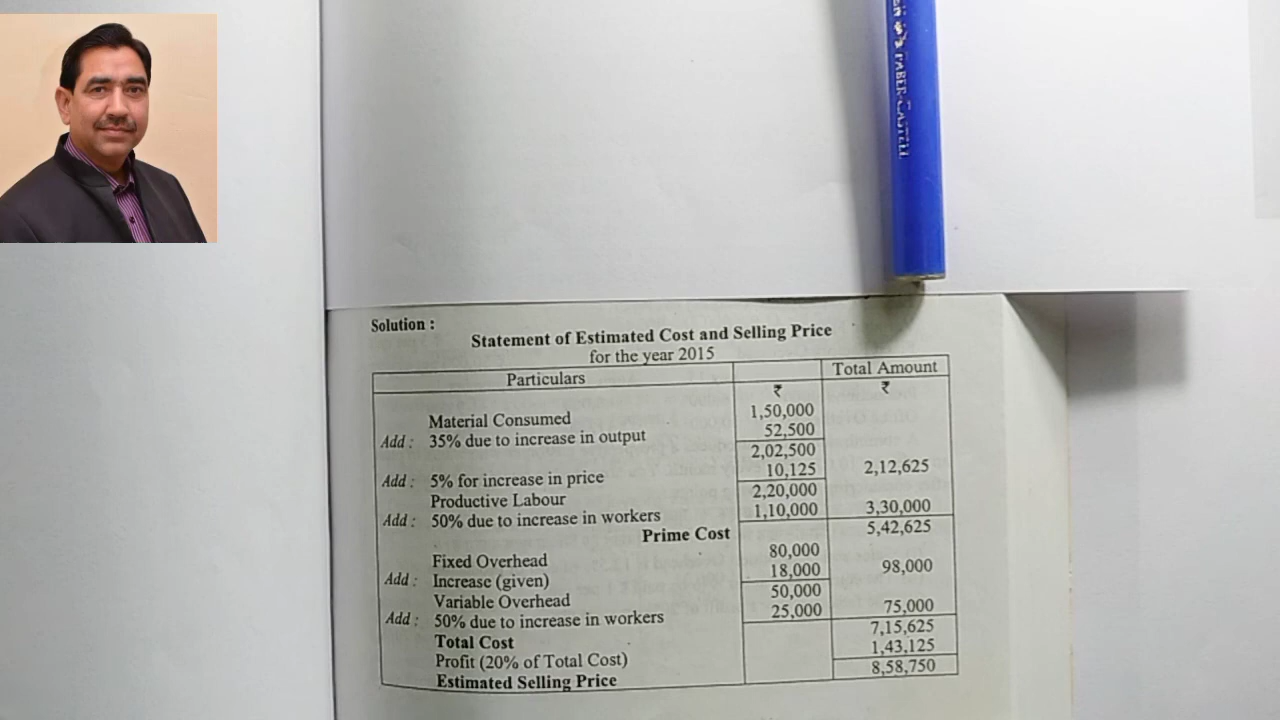 FABER-CASTELL
Solution :
Statement of Estimated Cost and Selling Price
for the year 2015
Particulars Total Amount
₹ ₹
Material Consumed 1,50,000
Add : 35% due to increase in output 52,500
2,02,500
Add : 5% for increase in price 10,125 2,12,625
Productive Labour 2,20,000
Add : 50% due to increase in workers 1,10,000 3,30,000
Prime Cost 5,42,625
Fixed Overhead 80,000
Add : Increase (given) 18,000 98,000
Variable Overhead 50,000
Add : 50% due to increase in workers 25,000 75,000
Total Cost 7,15,625
Profit (20% of Total Cost) 1,43,125
Estimated Selling Price 8,58,750